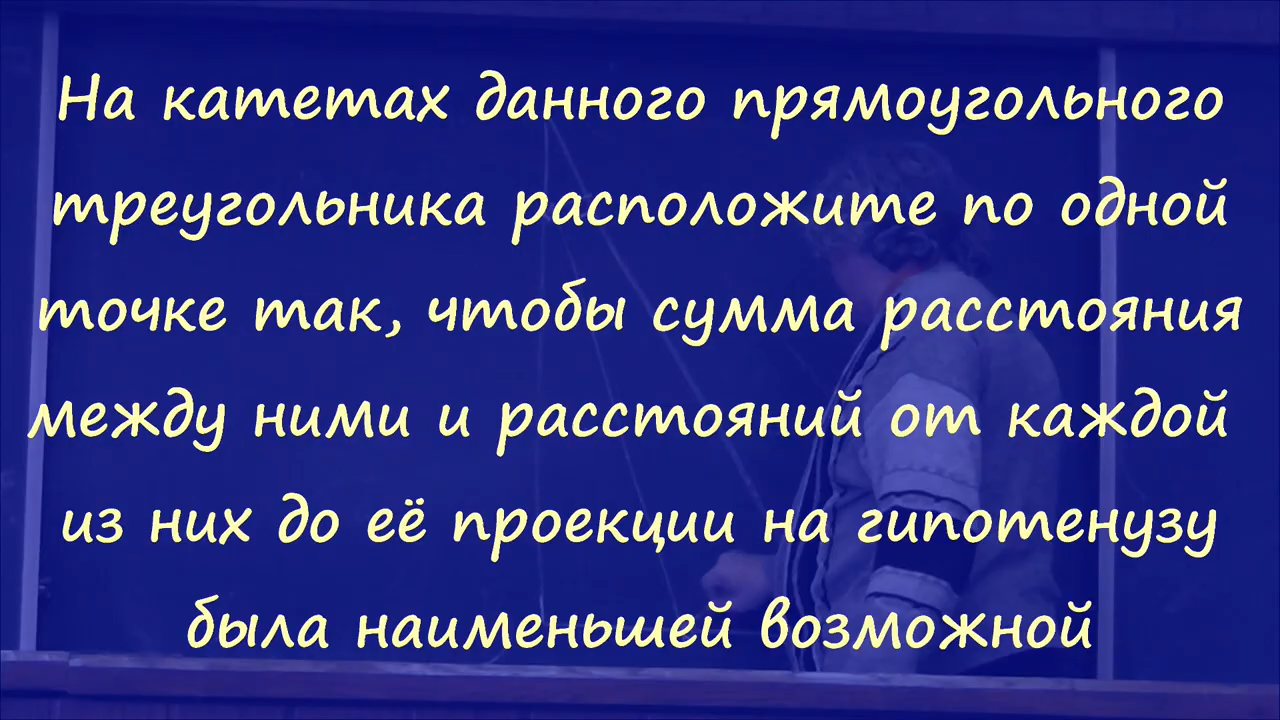 На катетах данного прямоугольного
треугольника расположите по одной
точке так, чтобы сумма расстояния
между ними и расстояний от каждой
из них до её проекции на гипотенузу
была наименьшей возможной